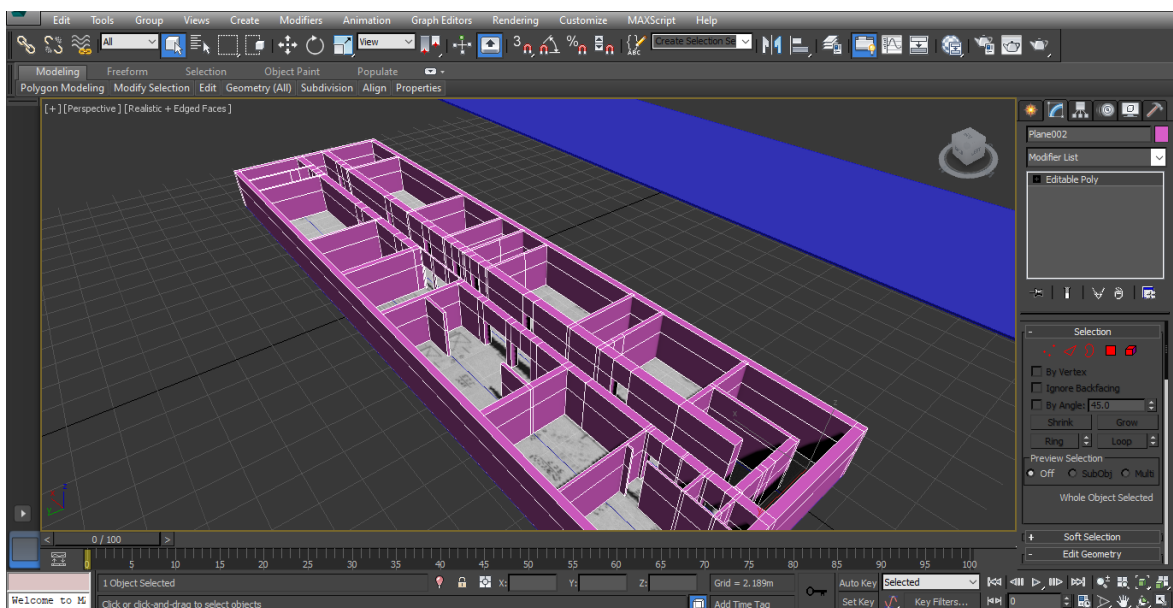 Edit Tools Group Views Create Modifiers Animation Graph Editors Rendering Customize MAXScript Help
All View 3 % ABC Create Selection Se
Modeling Freeform Selection Object Paint Populate
Polygon Modeling Modify Selection Edit Geometry (All) Subdivision Align Properties
[+] [Perspective] [Realistic + Edged Faces]
Plane002
Modifier List
Editable Poly
- Selection
By Vertex
Ignore Backfacing
By Angle: 45.0
Shrink Grow
Ring Loop
Preview Selection
Off SubObj Multi
Whole Object Selected
+ Soft Selection
- Edit Geometry
x z
z y
< 0 / 100 >
0 5 10 15 20 25 30 35 40 45 50 55 60 65 70 75 80 85 90 95 100
1 Object Selected X: Y: Z: Grid = 2.189m Auto Key Selected
Welcome to M Click or click-and-drag to select objects Add Time Tag Set Key Key Filters... 0